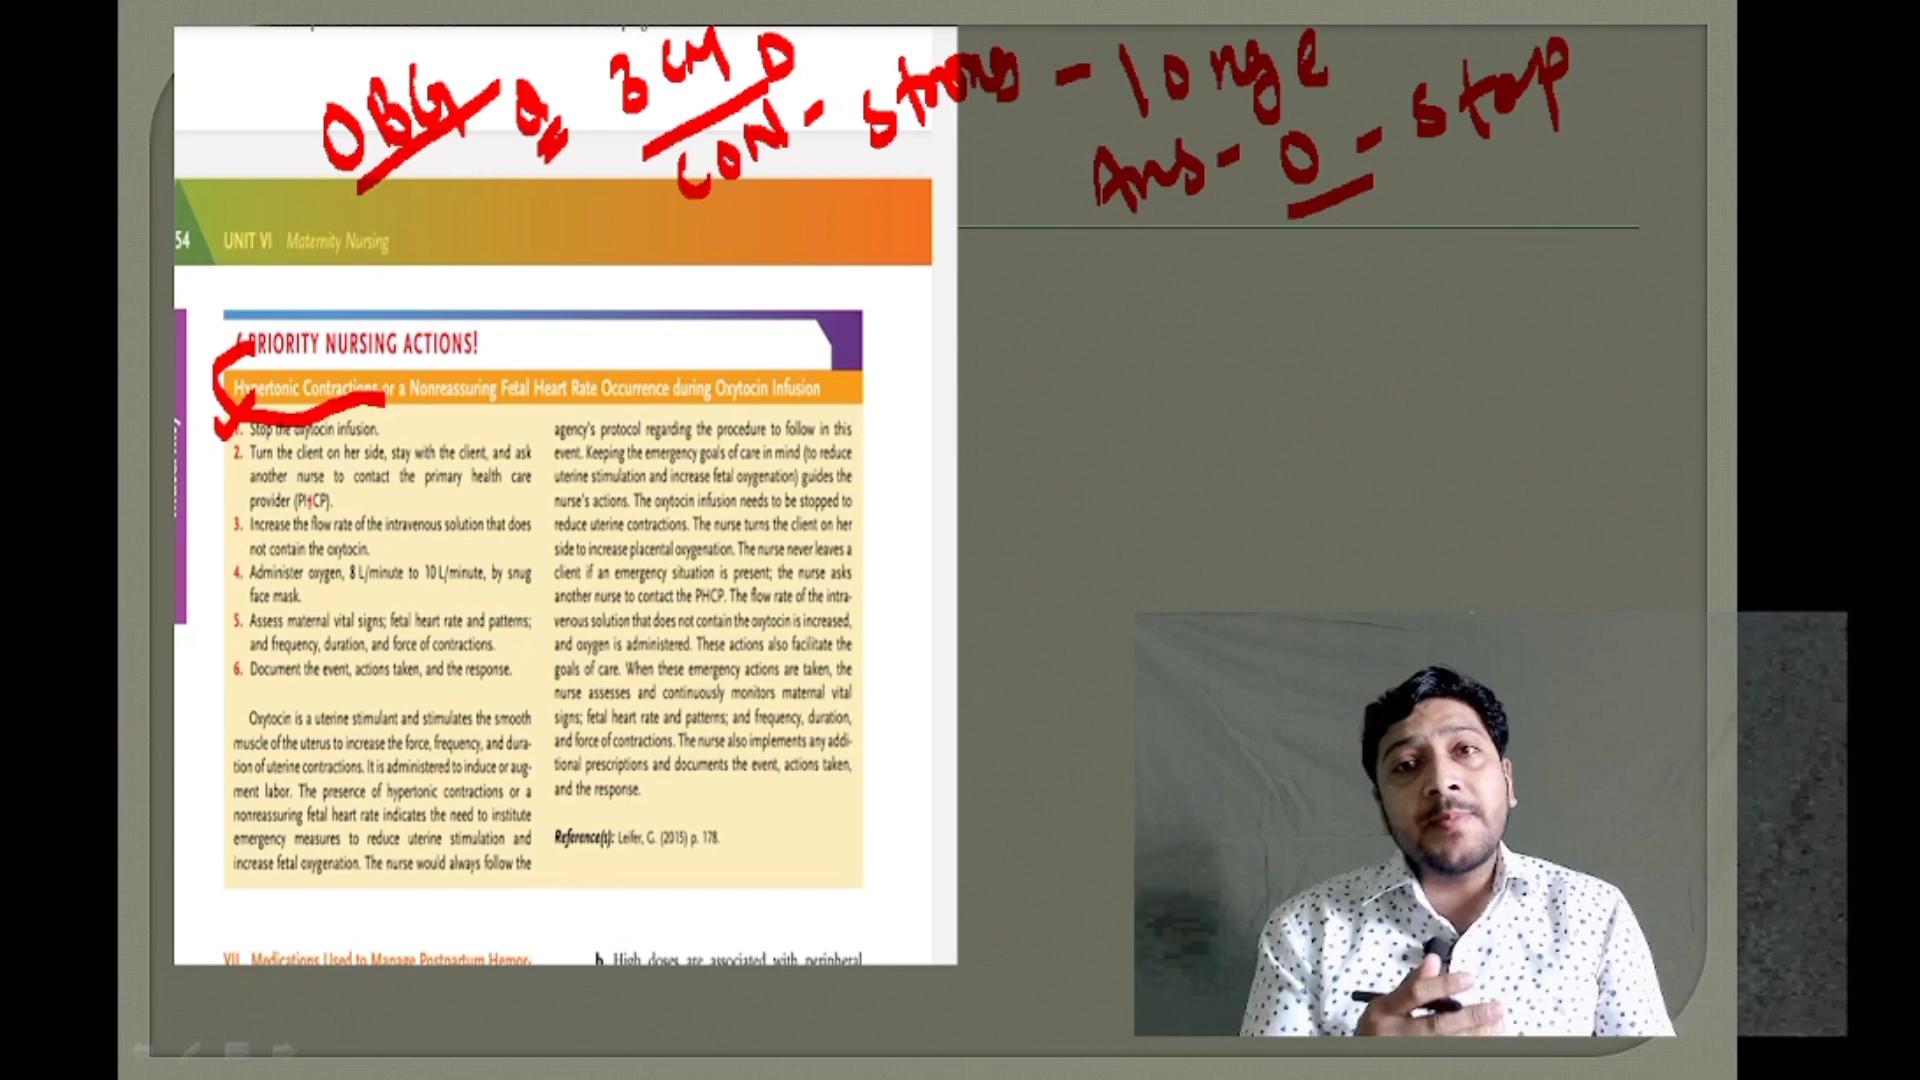 OBG Q 3 CM D
CON - strong - longe
Ans - O - stop
54 UNIT VI Maternity Nursing
PRIORITY NURSING ACTIONS!
Hypertonic Contractions or a Nonreassuring Fetal Heart Rate Occurrence during Oxytocin Infusion
1. Stop the oxytocin infusion.
2. Turn the client on her side, stay with the client, and ask
another nurse to contact the primary health care
provider (PHCP).
3. Increase the flow rate of the intravenous solution that does
not contain the oxytocin.
4. Administer oxygen, 8 L/minute to 10 L/minute, by snug
face mask.
5. Assess maternal vital signs; fetal heart rate and patterns;
and frequency, duration, and force of contractions.
6. Document the event, actions taken, and the response.
Oxytocin is a uterine stimulant and stimulates the smooth
muscle of the uterus to increase the force, frequency, and dura-
tion of uterine contractions. It is administered to induce or aug-
ment labor. The presence of hypertonic contractions or a
nonreassuring fetal heart rate indicates the need to institute
emergency measures to reduce uterine stimulation and
increase fetal oxygenation. The nurse would always follow the
agency's protocol regarding the procedure to follow in this
event. Keeping the emergency goals of care in mind (to reduce
uterine stimulation and increase fetal oxygenation) guides the
nurse's actions. The oxytocin infusion needs to be stopped to
reduce uterine contractions. The nurse turns the client on her
side to increase placental oxygenation. The nurse never leaves a
client if an emergency situation is present; the nurse asks
another nurse to contact the PHCP. The flow rate of the intra-
venous solution that does not contain the oxytocin is increased,
and oxygen is administered. These actions also facilitate the
goals of care. When these emergency actions are taken, the
nurse assesses and continuously monitors maternal vital
signs; fetal heart rate and patterns; and frequency, duration,
and force of contractions. The nurse also implements any addi-
tional prescriptions and documents the event, actions taken,
and the response.
Reference(s): Leifer, G. (2015) p. 178.
VII. Medications Used to Manage Postpartum Hemor-
b. High doses are associated with peripheral